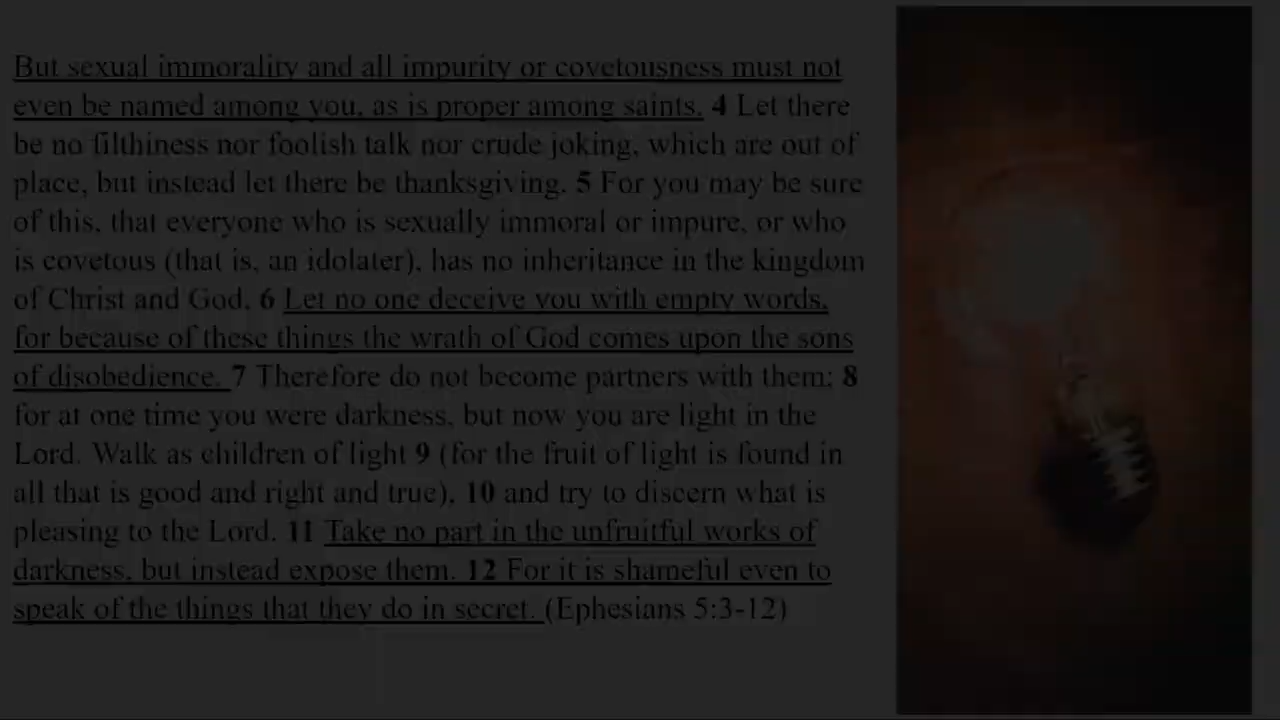 But sexual immorality and all impurity or covetousness must not
even be named among you, as is proper among saints. 4 Let there
be no filthiness nor foolish talk nor crude joking, which are out of
place, but instead let there be thanksgiving. 5 For you may be sure
of this, that everyone who is sexually immoral or impure, or who
is covetous (that is, an idolater), has no inheritance in the kingdom
of Christ and God. 6 Let no one deceive you with empty words,
for because of these things the wrath of God comes upon the sons
of disobedience. 7 Therefore do not become partners with them; 8
for at one time you were darkness, but now you are light in the
Lord. Walk as children of light 9 (for the fruit of light is found in
all that is good and right and true), 10 and try to discern what is
pleasing to the Lord. 11 Take no part in the unfruitful works of
darkness, but instead expose them. 12 For it is shameful even to
speak of the things that they do in secret. (Ephesians 5:3-12)